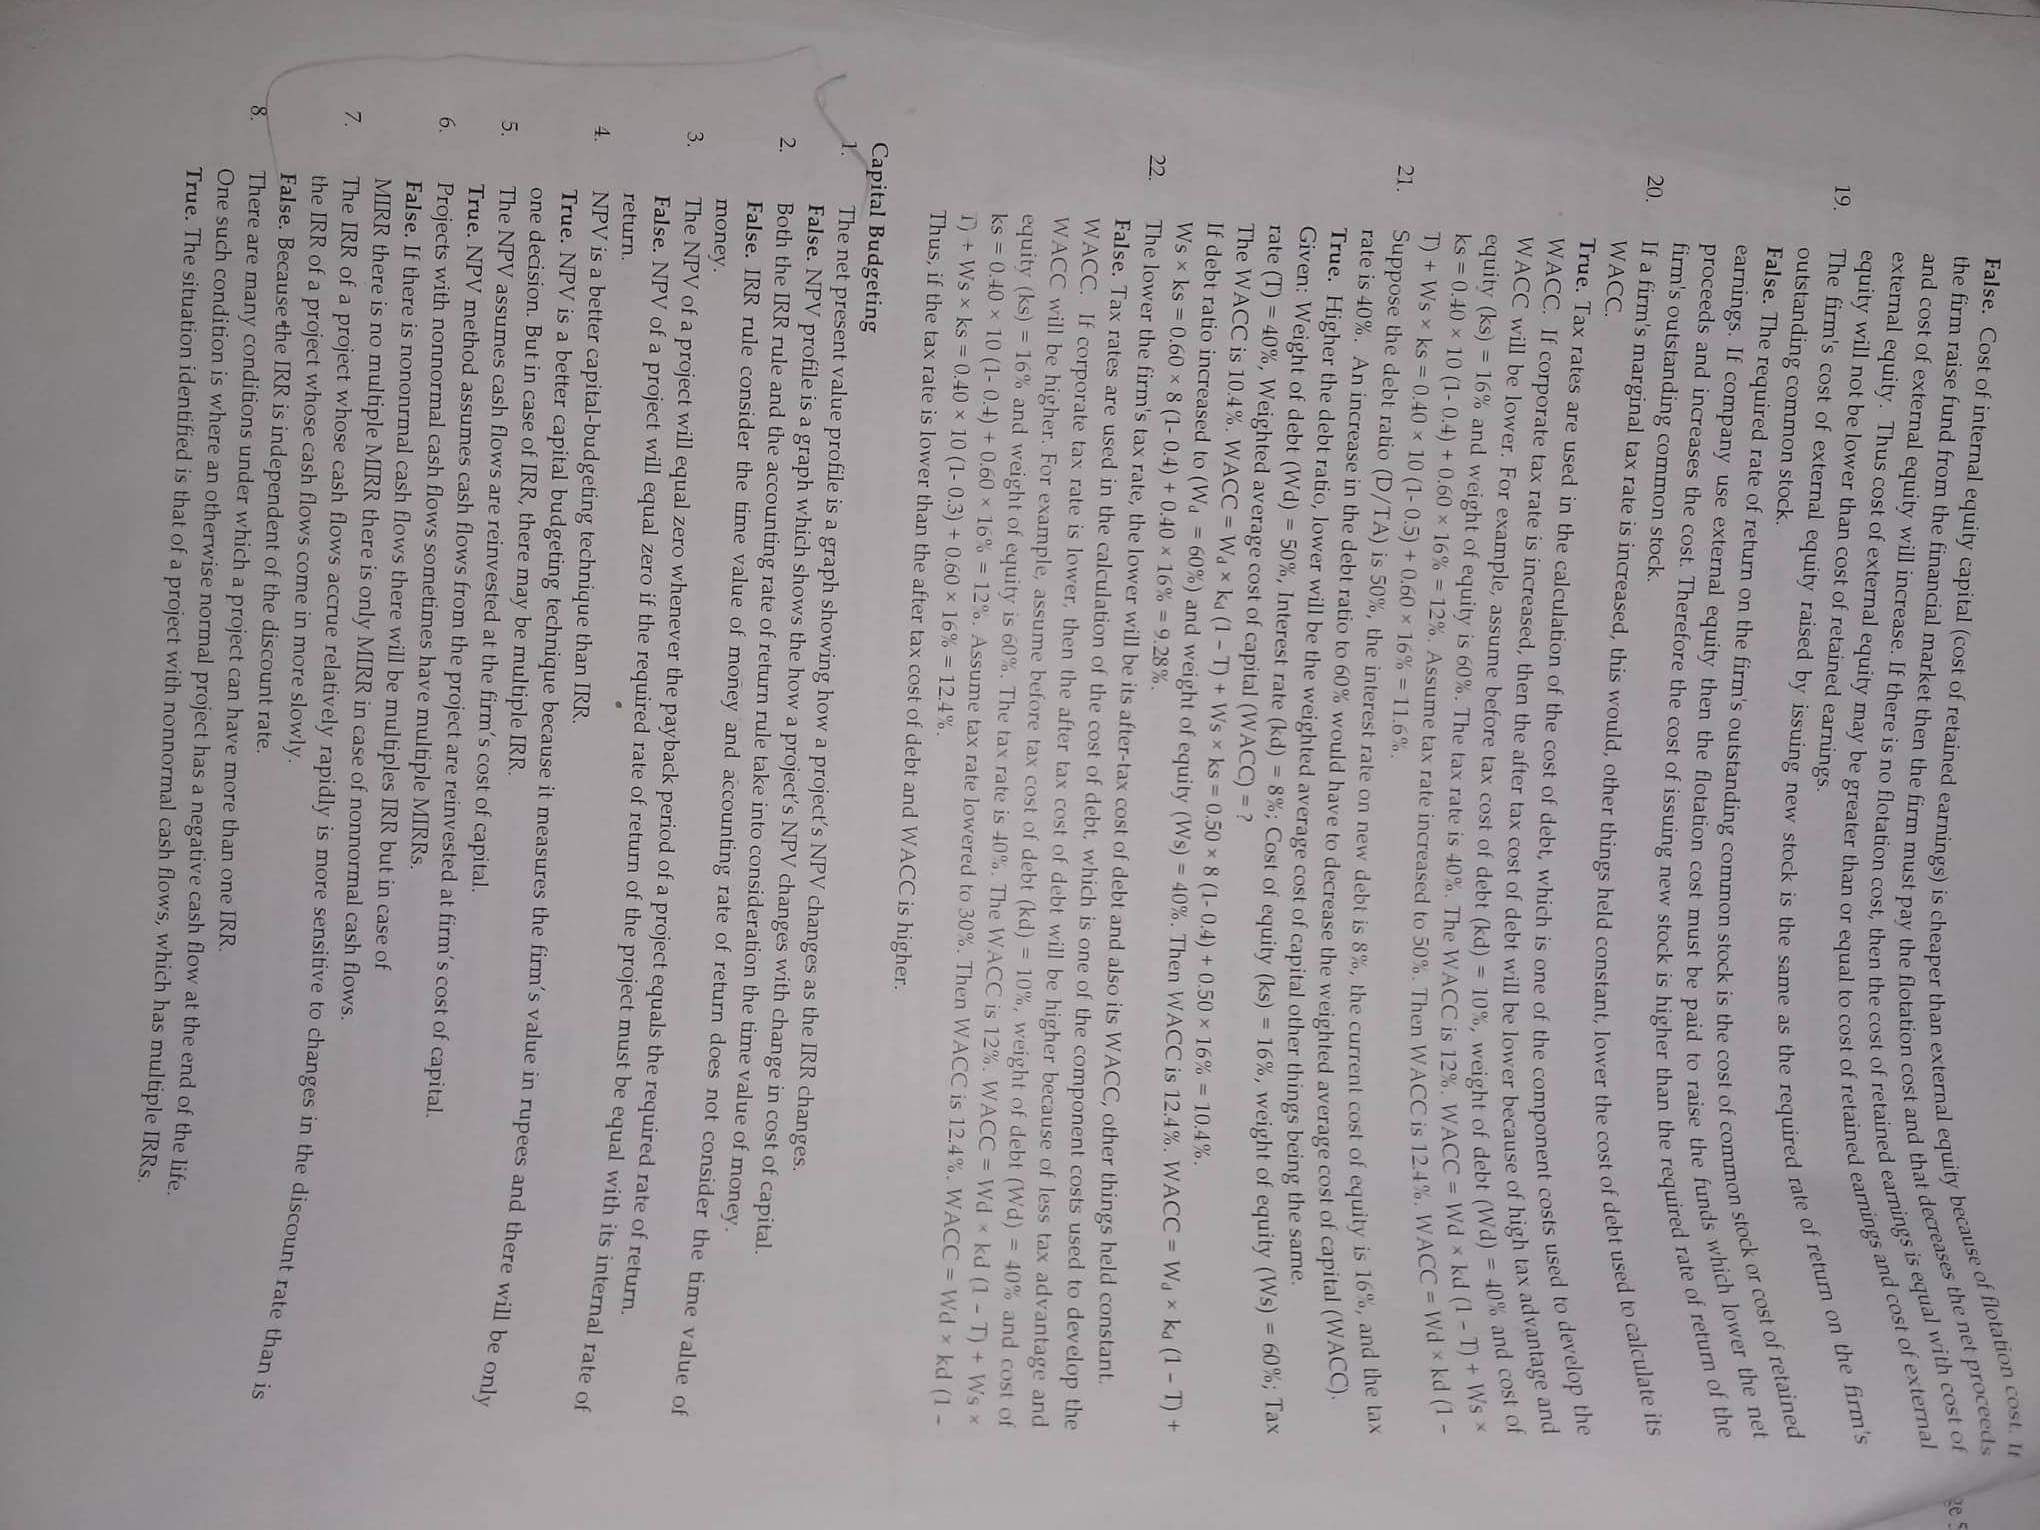 False. Cost of internal equity capital (cost of retained earnings) is cheaper than external equity because of flotation cost. If
the firm raise fund from the financial market then the firm must pay the flotation cost and that decreases the net proceeds
and cost of external equity will increase. If there is no flotation cost, then the cost of retained earnings is equal with cost of
external equity. Thus cost of external equity may be greater than or equal to cost of retained earnings and cost of external
equity will not be lower than cost of retained earnings.
19. The firm's cost of external equity raised by issuing new stock is the same as the required rate of return on the firm's
outstanding common stock.
False. The required rate of return on the firm's outstanding common stock is the cost of common stock or cost of retained
earnings. If company use external equity then the flotation cost must be paid to raise the funds which lower the net
proceeds and increases the cost. Therefore the cost of issuing new stock is higher than the required rate of return of the
firm's outstanding common stock.
20. If a firm's marginal tax rate is increased, this would, other things held constant, lower the cost of debt used to calculate its
WACC.
True. Tax rates are used in the calculation of the cost of debt, which is one of the component costs used to develop the
WACC. If corporate tax rate is increased, then the after tax cost of debt will be lower because of high tax advantage and
WACC will be lower. For example, assume before tax cost of debt (kd) = 10%, weight of debt (Wd) = 40% and cost of
equity (ks) = 16% and weight of equity is 60%. The tax rate is 40%. The WACC is 12%. WACC = Wd × kd (1 - T) + Ws ×
ks = 0.40 × 10 (1- 0.4) + 0.60 × 16% = 12%. Assume tax rate increased to 50%. Then WACC is 12.4%. WACC = Wd × kd (1 -
T) + Ws × ks = 0.40 × 10 (1- 0.5) + 0.60 × 16% = 11.6%.
21. Suppose the debt ratio (D/TA) is 50%, the interest rate on new debt is 8%, the current cost of equity is 16%, and the tax
rate is 40%. An increase in the debt ratio to 60% would have to decrease the weighted average cost of capital (WACC).
True. Higher the debt ratio, lower will be the weighted average cost of capital other things being the same.
Given: Weight of debt (Wd) = 50%, Interest rate (kd) = 8%; Cost of equity (ks) = 16%, weight of equity (Ws) = 60%; Tax
rate (T) = 40%, Weighted average cost of capital (WACC) = ?
The WACC is 10.4%. WACC = Wd × kd (1 - T) + Ws × ks = 0.50 × 8 (1- 0.4) + 0.50 × 16% = 10.4%.
If debt ratio increased to (Wd = 60%) and weight of equity (Ws) = 40%. Then WACC is 12.4%. WACC = Wd × kd (1 - T) +
Ws × ks = 0.60 × 8 (1- 0.4) + 0.40 × 16% = 9.28%.
22. The lower the firm's tax rate, the lower will be its after-tax cost of debt and also its WACC, other things held constant.
False. Tax rates are used in the calculation of the cost of debt, which is one of the component costs used to develop the
WACC. If corporate tax rate is lower, then the after tax cost of debt will be higher because of less tax advantage and
WACC will be higher. For example, assume before tax cost of debt (kd) = 10%, weight of debt (Wd) = 40% and cost of
equity (ks) = 16% and weight of equity is 60%. The tax rate is 40%. The WACC is 12%. WACC = Wd × kd (1 - T) + Ws ×
ks = 0.40 × 10 (1- 0.4) + 0.60 × 16% = 12%. Assume tax rate lowered to 30%. Then WACC is 12.4%. WACC = Wd × kd (1 -
T) + Ws × ks = 0.40 × 10 (1- 0.3) + 0.60 × 16% = 12.4%.
Thus, if the tax rate is lower than the after tax cost of debt and WACC is higher.
Capital Budgeting
1. The net present value profile is a graph showing how a project's NPV changes as the IRR changes.
False. NPV profile is a graph which shows the how a project's NPV changes with change in cost of capital.
2. Both the IRR rule and the accounting rate of return rule take into consideration the time value of money.
False. IRR rule consider the time value of money and accounting rate of return does not consider the time value of
money.
3. The NPV of a project will equal zero whenever the payback period of a project equals the required rate of return.
False. NPV of a project will equal zero if the required rate of return of the project must be equal with its internal rate of
return.
4. NPV is a better capital-budgeting technique than IRR.
True. NPV is a better capital budgeting technique because it measures the firm's value in rupees and there will be only
one decision. But in case of IRR, there may be multiple IRR.
5. The NPV assumes cash flows are reinvested at the firm's cost of capital.
True. NPV method assumes cash flows from the project are reinvested at firm's cost of capital.
6. Projects with nonnormal cash flows sometimes have multiple MIRRs.
False. If there is nononrmal cash flows there will be multiples IRR but in case of
MIRR there is no multiple MIRR there is only MIRR in case of nonnormal cash flows.
7. The IRR of a project whose cash flows accrue relatively rapidly is more sensitive to changes in the discount rate than is
the IRR of a project whose cash flows come in more slowly.
False. Because the IRR is independent of the discount rate.
8. There are many conditions under which a project can have more than one IRR.
One such condition is where an otherwise normal project has a negative cash flow at the end of the life.
True. The situation identified is that of a project with nonnormal cash flows, which has multiple IRRs.